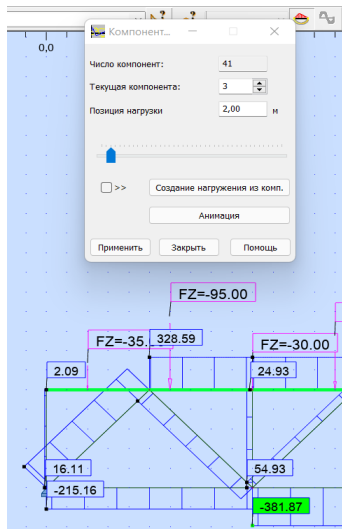 Компонент...
0,0
Число компонент: 41
Текущая компонента: 3
Позиция нагрузки 2,00 м
>> Создание нагружения из комп.
Анимация
Применить Закрыть Помощь
FZ=-95.00
FZ=-35. 328.59 FZ=-30.00
2.09 24.93
16.11 54.93
-215.16
-381.87